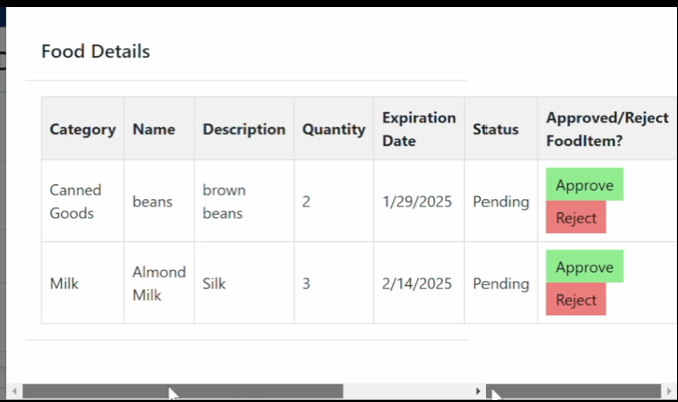 Food Details
Category Name Description Quantity Expiration Date Status Approved/Reject FoodItem?
Canned Goods beans brown beans 2 1/29/2025 Pending Approve Reject
Milk Almond Milk Silk 3 2/14/2025 Pending Approve Reject